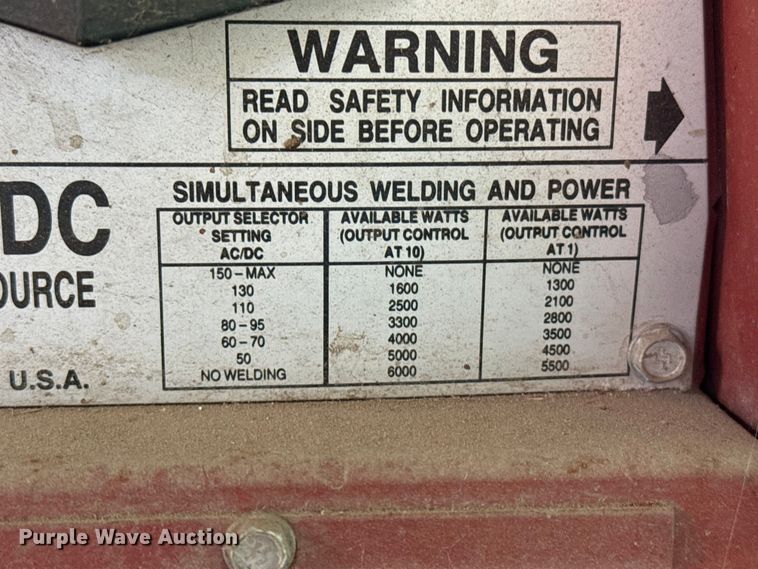 WARNING
READ SAFETY INFORMATION
ON SIDE BEFORE OPERATING
DC
OURCE
U.S.A.
SIMULTANEOUS WELDING AND POWER
OUTPUT SELECTOR SETTING AC/DC AVAILABLE WATTS (OUTPUT CONTROL AT 10) AVAILABLE WATTS (OUTPUT CONTROL AT 1)
150-MAX NONE NONE
130 1600 1300
110 2500 2100
80-95 3300 2800
60-70 4000 3500
50 5000 4500
NO WELDING 6000 5500
Purple Wave Auction